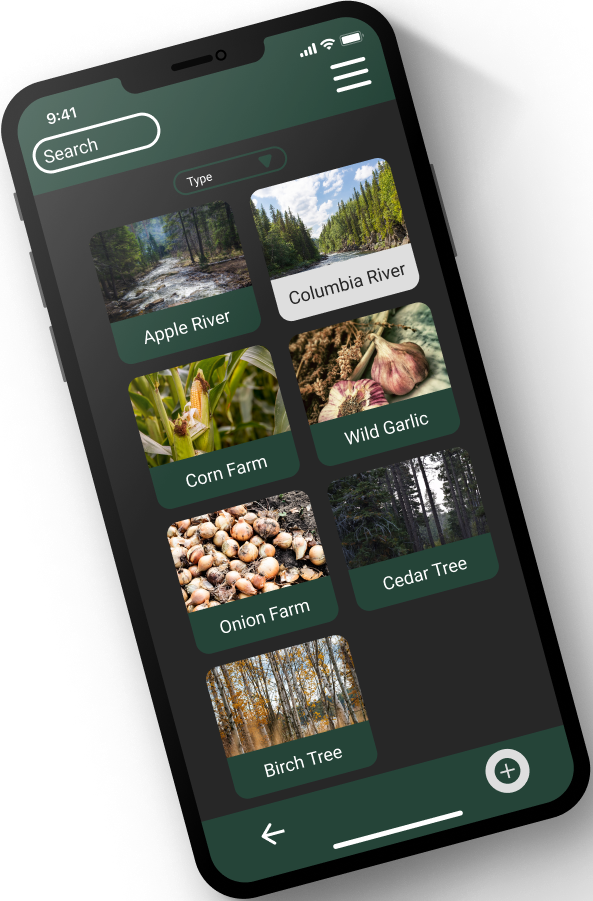 9:41
Search
Type
Apple River
Columbia River
Corn Farm
Wild Garlic
Onion Farm
Cedar Tree
Birch Tree